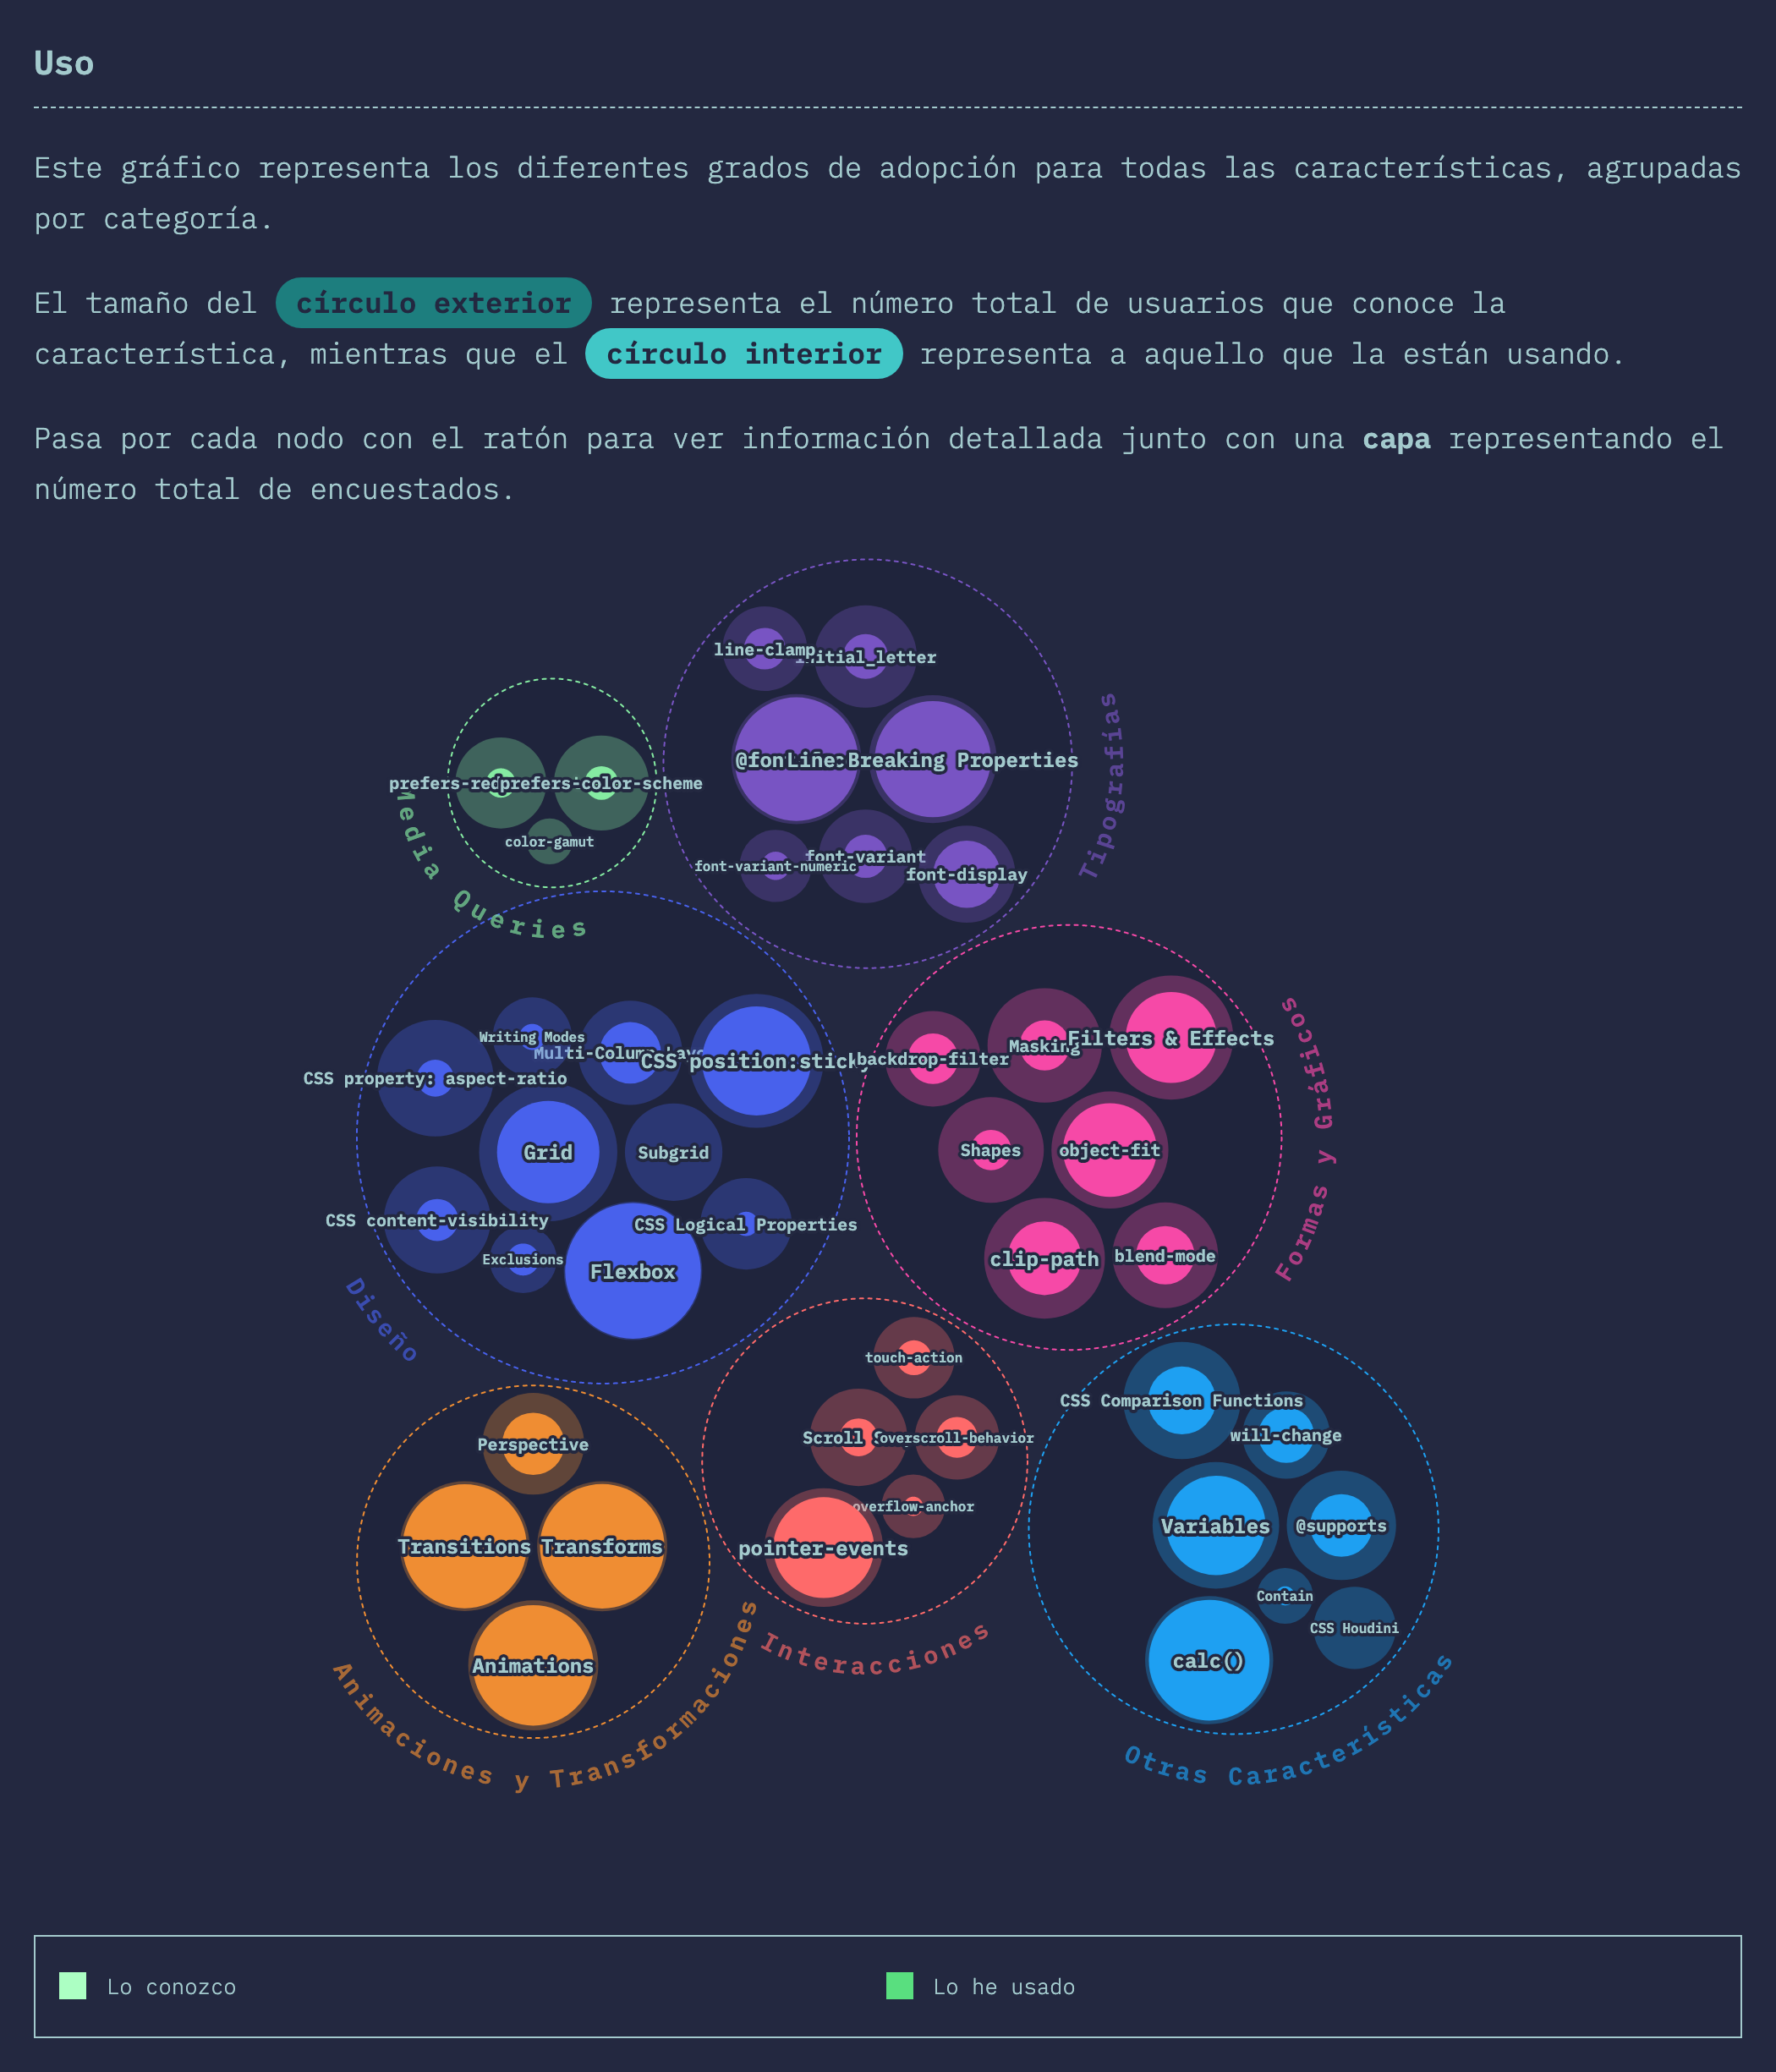 Uso
Este gráfico representa los diferentes grados de adopción para todas las características, agrupadas
por categoría.
El tamaño del círculo exterior representa el número total de usuarios que conoce la
característica, mientras que el círculo interior representa a aquello que la están usando.
Pasa por cada nodo con el ratón para ver información detallada junto con una capa representando el
número total de encuestados.
line-clamp
initial_letter
Breaking Properties
font-variant-numeric
font-variant
font-display
Tipografías
prefers-color-scheme
color-gamut
Media Queries
Writing Modes
CSS position:sticky
CSS property: aspect-ratio
Grid
Subgrid
CSS content-visibility
CSS Logical Properties
Exclusions
Flexbox
Diseño
backdrop-filter
Masking
Filters & Effects
Shapes
object-fit
clip-path
blend-mode
Formas y Gráficos
touch-action
Scroll
overscroll-behavior
overflow-anchor
pointer-events
Interacciones
Perspective
Transitions
Transforms
Animations
Animaciones y Transformaciones
CSS Comparison Functions
will-change
Variables
@supports
Contain
CSS Houdini
calc()
Otras Características
Lo conozco
Lo he usado